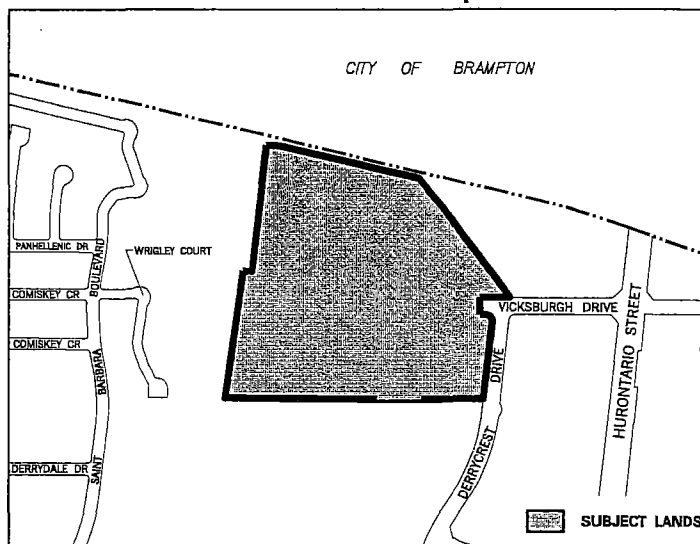 CITY OF BRAMPTON
PANHELLENIC DR
BOULEVARD
WRIGLEY COURT
COMISKEY CR
VICKSBURGH DRIVE
HURONTARIO STREET
COMISKEY CR
BARBARA
DRIVE
DERRYCREST
DERRYDALE DR
SAINT
SUBJECT LANDS